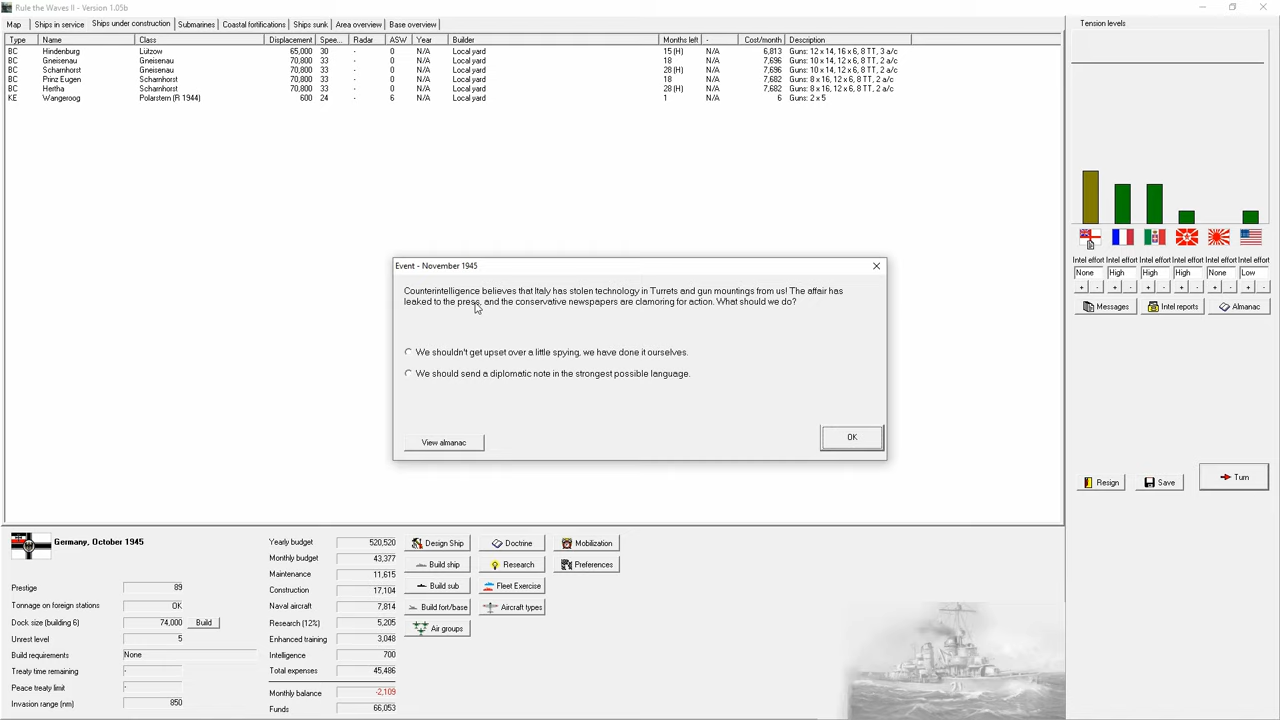 Rule the Waves II - Version 1.05b
Map Ships in service Ships under construction Submarines Coastal fortifications Ships sunk Area overview Base overview
Type Name Class Displacement Spee... Radar ASW Year Builder Months left - Cost/month Description
BC Hindenburg Lützow 65,000 30 - 0 N/A Local yard 15 (H) N/A 6,813 Guns: 12 x 14, 16 x 6, 8 TT, 3 a/c
BC Gneisenau Gneisenau 70,800 33 - 0 N/A Local yard 18 N/A 7,696 Guns: 10 x 14, 12 x 6, 8 TT, 2 a/c
BC Scharnhorst Gneisenau 70,800 33 - 0 N/A Local yard 28 (H) N/A 7,696 Guns: 10 x 14, 12 x 6, 8 TT, 2 a/c
BC Prinz Eugen Scharnhorst 70,800 33 - 0 N/A Local yard 18 N/A 7,682 Guns: 8 x 16, 12 x 6, 8 TT, 2 a/c
BC Hertha Scharnhorst 70,800 33 - 0 N/A Local yard 28 (H) N/A 7,682 Guns: 8 x 16, 12 x 6, 8 TT, 2 a/c
KE Wangeroog Polarstern (R 1944) 600 24 - 6 N/A Local yard 1 N/A 6 Guns: 2 x 5
Tension levels
Intel effort Intel effort Intel effort Intel effort Intel effort Intel effort
None High High High None Low
+ - + - + - + - + - + -
Messages Intel reports Almanac
Event - November 1945
Counterintelligence believes that Italy has stolen technology in Turrets and gun mountings from us! The affair has
leaked to the press, and the conservative newspapers are clamoring for action. What should we do?
We shouldn't get upset over a little spying, we have done it ourselves.
We should send a diplomatic note in the strongest possible language.
View almanac
OK
Resign Save Turn
Germany, October 1945
Prestige 89
Tonnage on foreign stations OK
Dock size (building 6) 74,000 Build
Unrest level 5
Build requirements None
Treaty time remaining -
Peace treaty limit -
Invasion range (nm) 850
Yearly budget 520,520
Monthly budget 43,377
Maintenance 11,615
Construction 17,104
Naval aircraft 7,814
Research (12%) 5,205
Enhanced training 3,048
Intelligence 700
Total expenses 45,486
Monthly balance -2,109
Funds 66,053
Design Ship Doctrine Mobilization
Build ship Research Preferences
Build sub Fleet Exercise
Build fort/base Aircraft types
Air groups